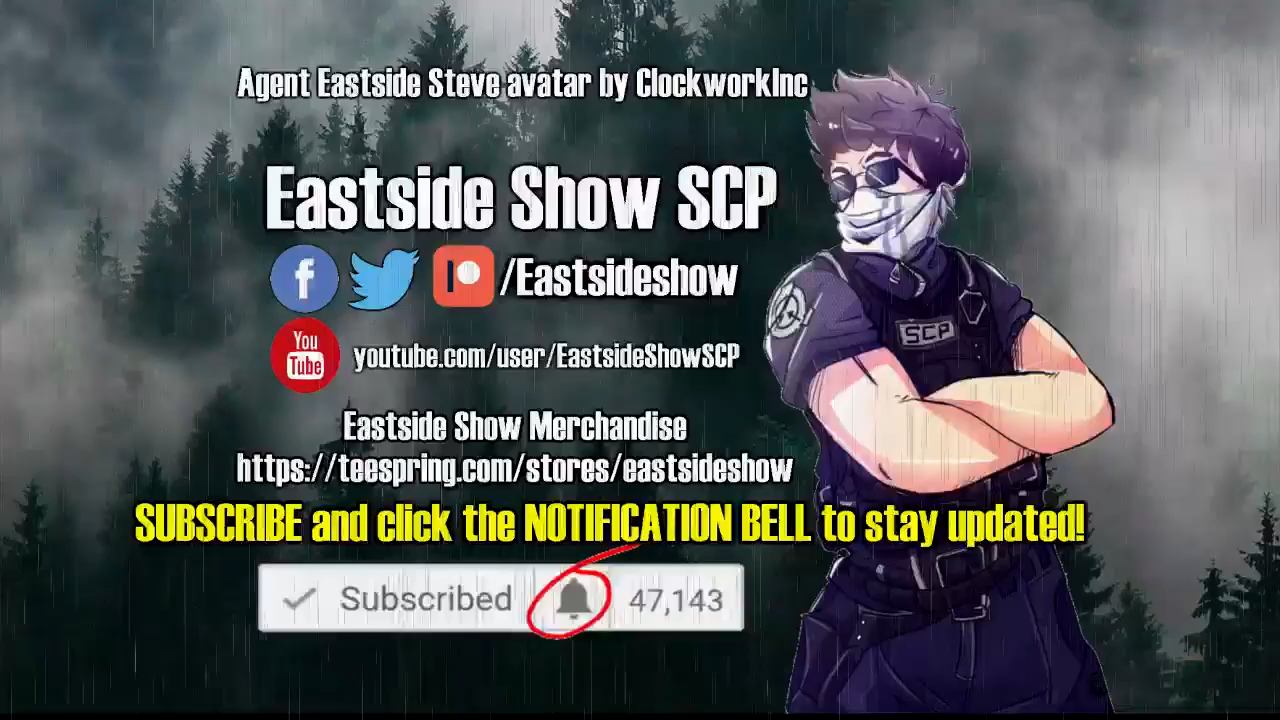 Agent Eastside Steve avatar by ClockworkInc
Eastside Show SCP
f
/Eastsideshow
You
Tube
youtube.com/user/EastsideShowSCP
SCP
Eastside Show Merchandise
https://teespring.com/stores/eastsideshow
SUBSCRIBE and click the NOTIFICATION BELL to stay updated!
Subscribed 47,143